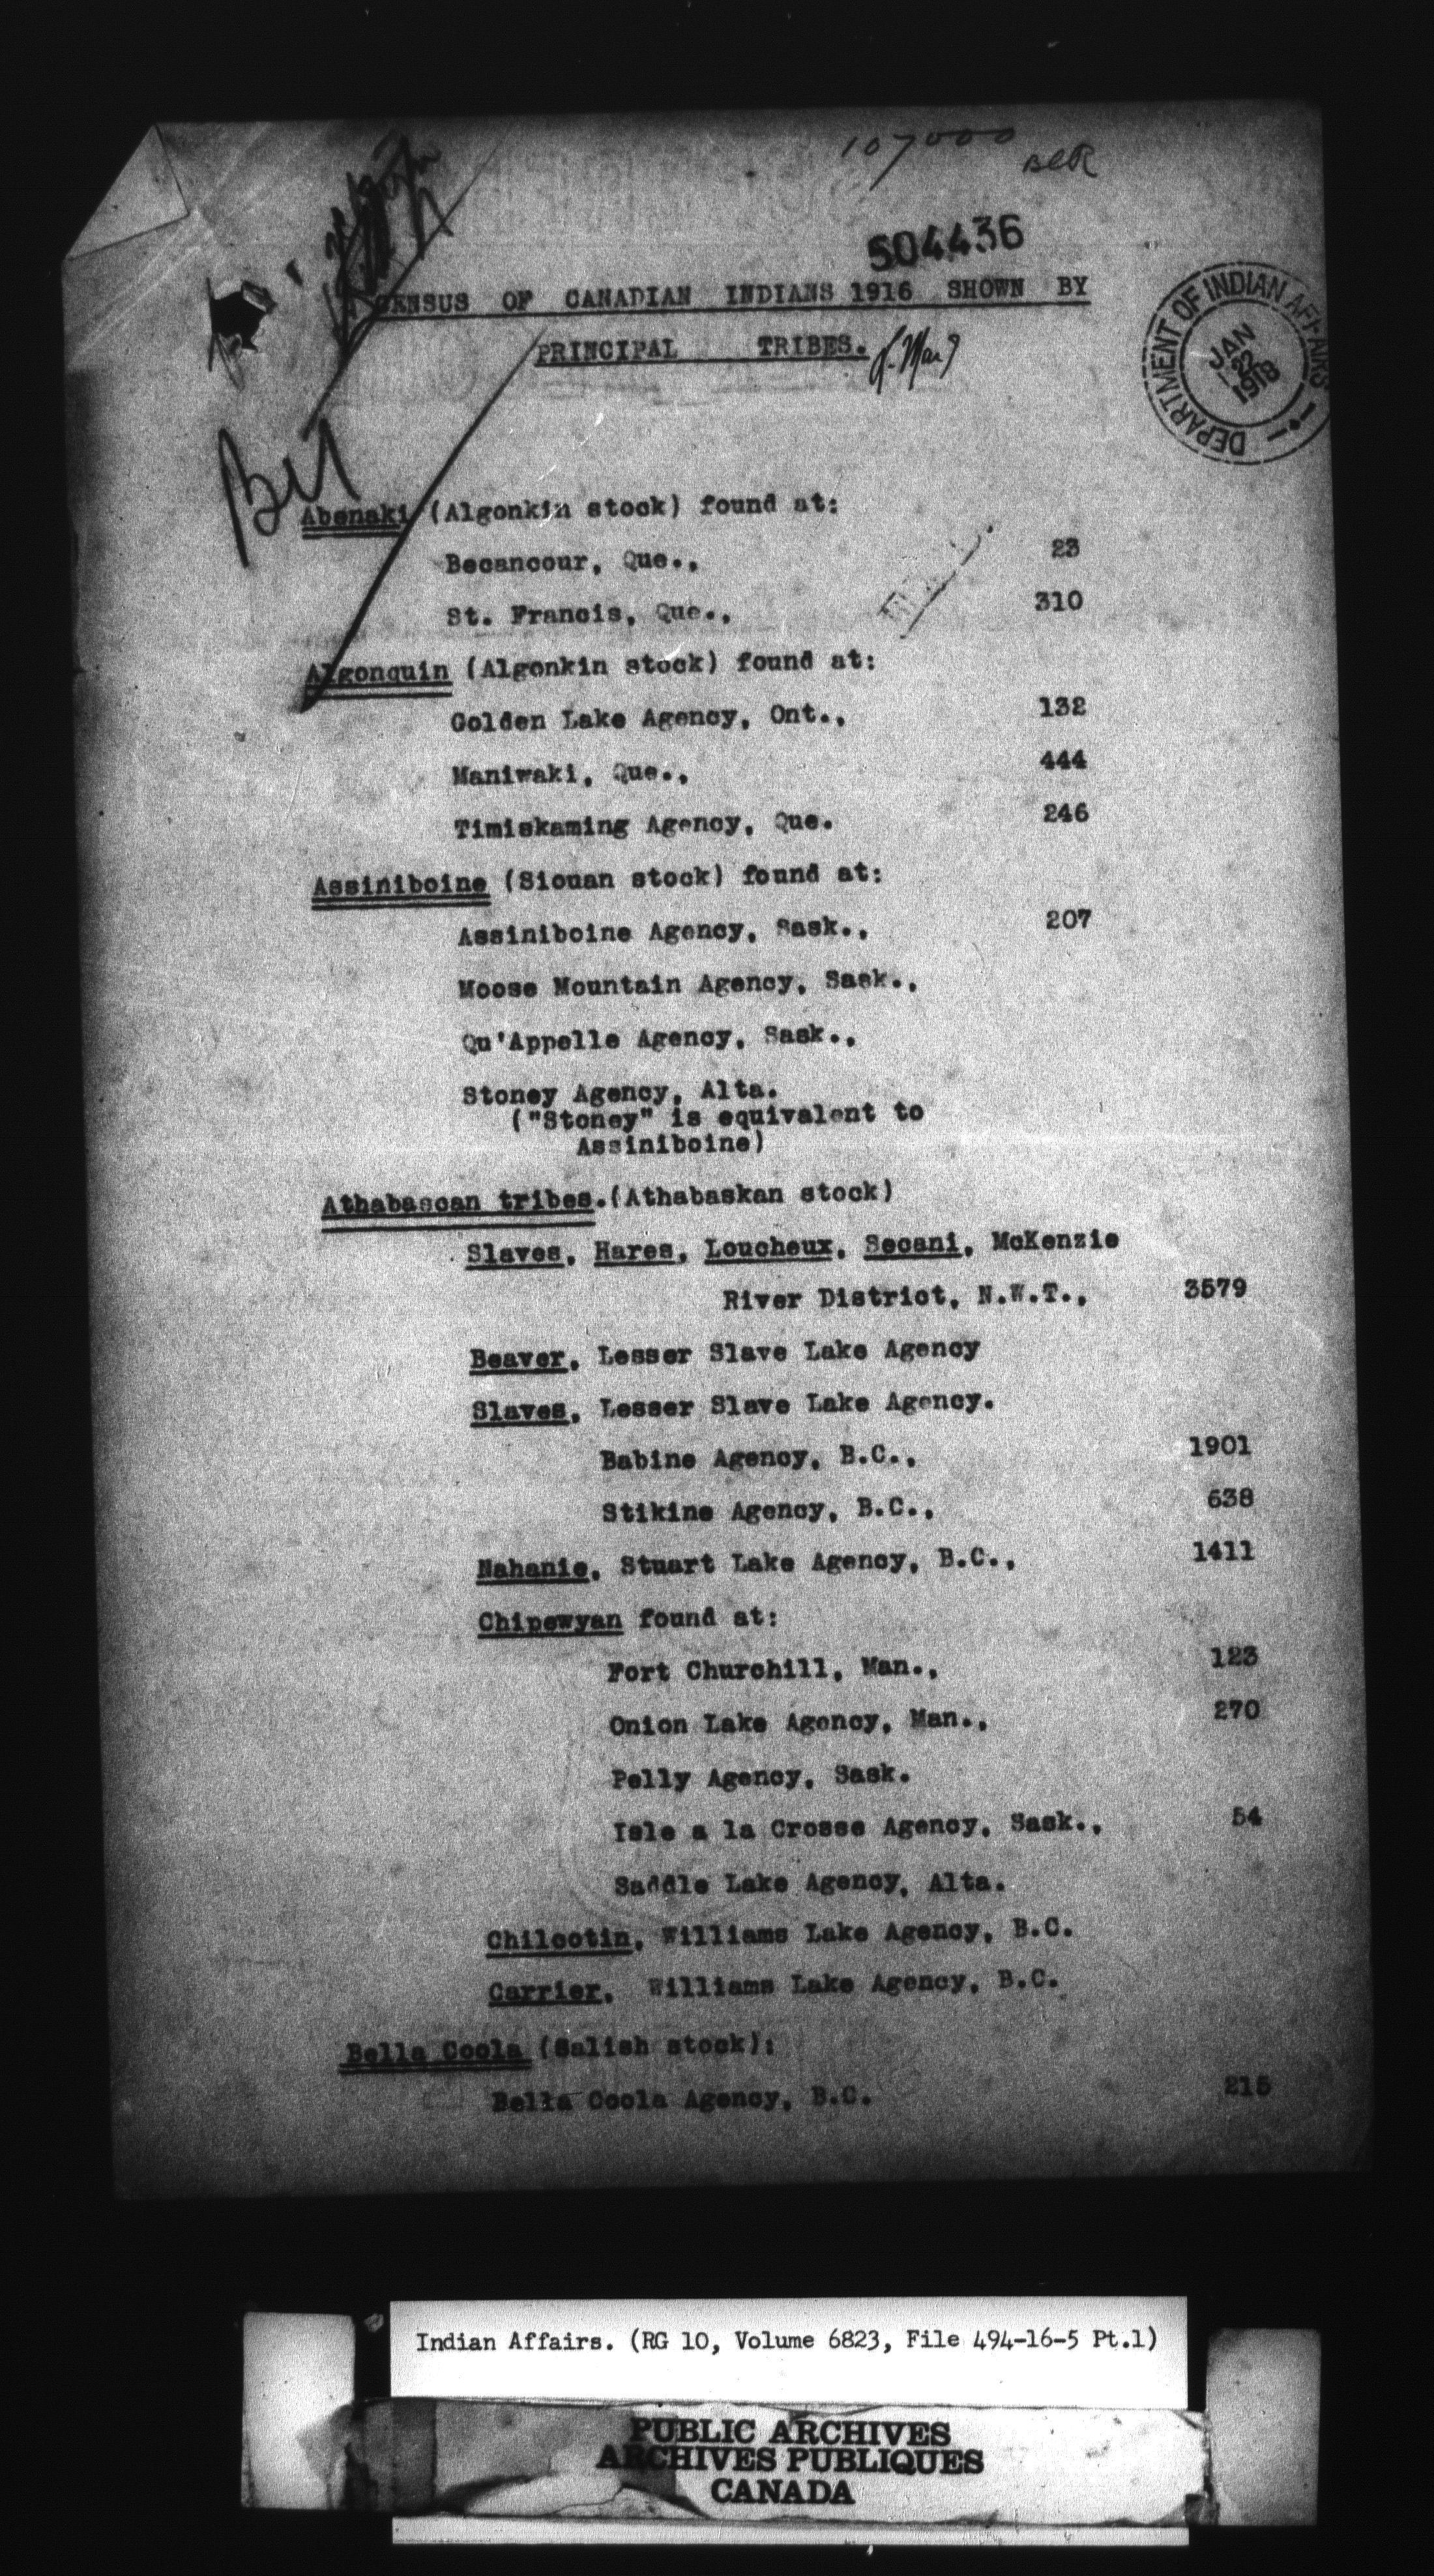 107000
BCR
504436
CENSUS OF CANADIAN INDIANS 1916 SHOWN BY
PRINCIPAL TRIBES.
DEPARTMENT OF INDIAN AFFAIRS
JAN
22
1918
Abenaki (Algonkin stock) found at:
Becancour, Que., 23
St. Francis, Que., 310
Algonquin (Algonkin stock) found at:
Golden Lake Agency, Ont., 132
Maniwaki, Que., 444
Timiskaming Agency, Que. 246
Assiniboine (Siouan stock) found at:
Assiniboine Agency, Sask., 207
Moose Mountain Agency, Sask.,
Qu'Appelle Agency, Sask.,
Stoney Agency, Alta.
("Stoney" is equivalent to
Assiniboine)
Athabascan tribes.(Athabaskan stock)
Slaves, Hares, Loucheux, Secani, McKenzie
River District, N.W.T., 3579
Beaver, Lesser Slave Lake Agency
Slaves, Lesser Slave Lake Agency.
Babine Agency, B.C., 1901
Stikine Agency, B.C., 638
Nahanie, Stuart Lake Agency, B.C., 1411
Chipewyan found at:
Fort Churchill, Man., 123
Onion Lake Agency, Man., 270
Pelly Agency, Sask.
Isle a la Crosse Agency, Sask., 54
Saddle Lake Agency, Alta.
Chilcotin, Williams Lake Agency, B.C.
Carrier, Williams Lake Agency, B.C.
Bella Coola (Salish stock):
Bella Coola Agency, B.C. 215
Indian Affairs. (RG 10, Volume 6823, File 494-16-5 Pt.1)
PUBLIC ARCHIVES
ARCHIVES PUBLIQUES
CANADA